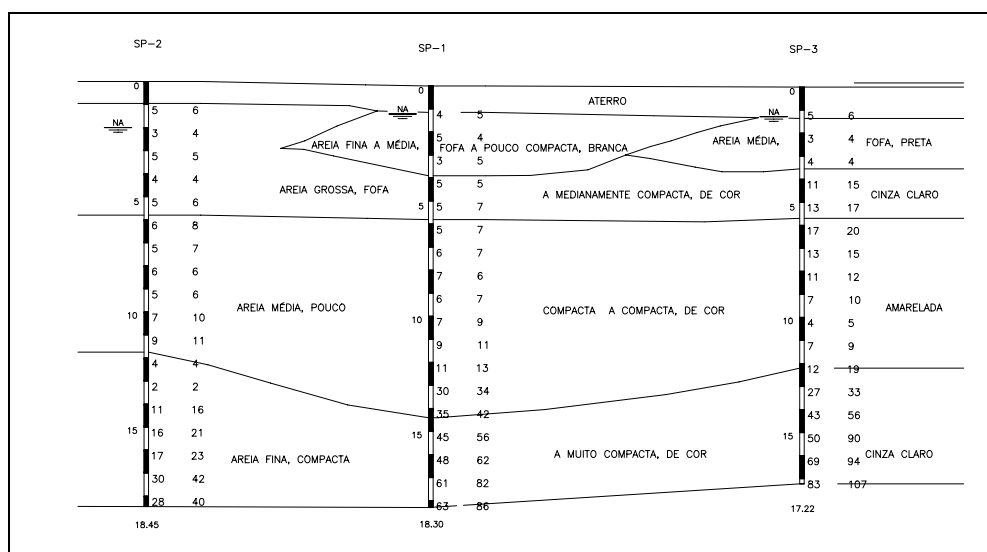 SP-2 SP-1 SP-3
0 0 0
ATERRO
5 6 NA 4 5 NA 5 6
NA 3 4 5 4 3 4
AREIA FINA A MÉDIA, FOFA A POUCO COMPACTA, BRANCA AREIA MÉDIA, FOFA, PRETA
5 5 3 5 4 4
4 4 AREIA GROSSA, FOFA 5 5 A MEDIANAMENTE COMPACTA, DE COR 11 15 CINZA CLARO
5 5 6 5 5 7 5 13 17
6 8 5 7 17 20
5 7 6 7 13 15
6 6 7 6 11 12
5 6 AREIA MÉDIA, POUCO 6 7 COMPACTA A COMPACTA, DE COR 7 10 AMARELADA
10 7 10 10 7 9 10 4 5
9 11 9 11 7 9
4 4 11 13 12 19
2 2 30 34 27 33
11 16 35 42 43 56
15 16 21 15 45 56 15 50 90
17 23 AREIA FINA, COMPACTA 48 62 A MUITO COMPACTA, DE COR 69 94 CINZA CLARO
30 42 61 82 83 107
28 40 63 86
18.45 18.30 17.22